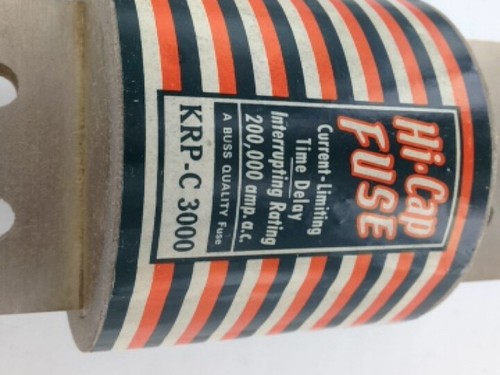 Hi-Cap
FUSE
Current-Limiting
Time Delay
Interrupting Rating
200,000 amp.a.c.
A BUSS QUALITY Fuse
KRP-C 3000